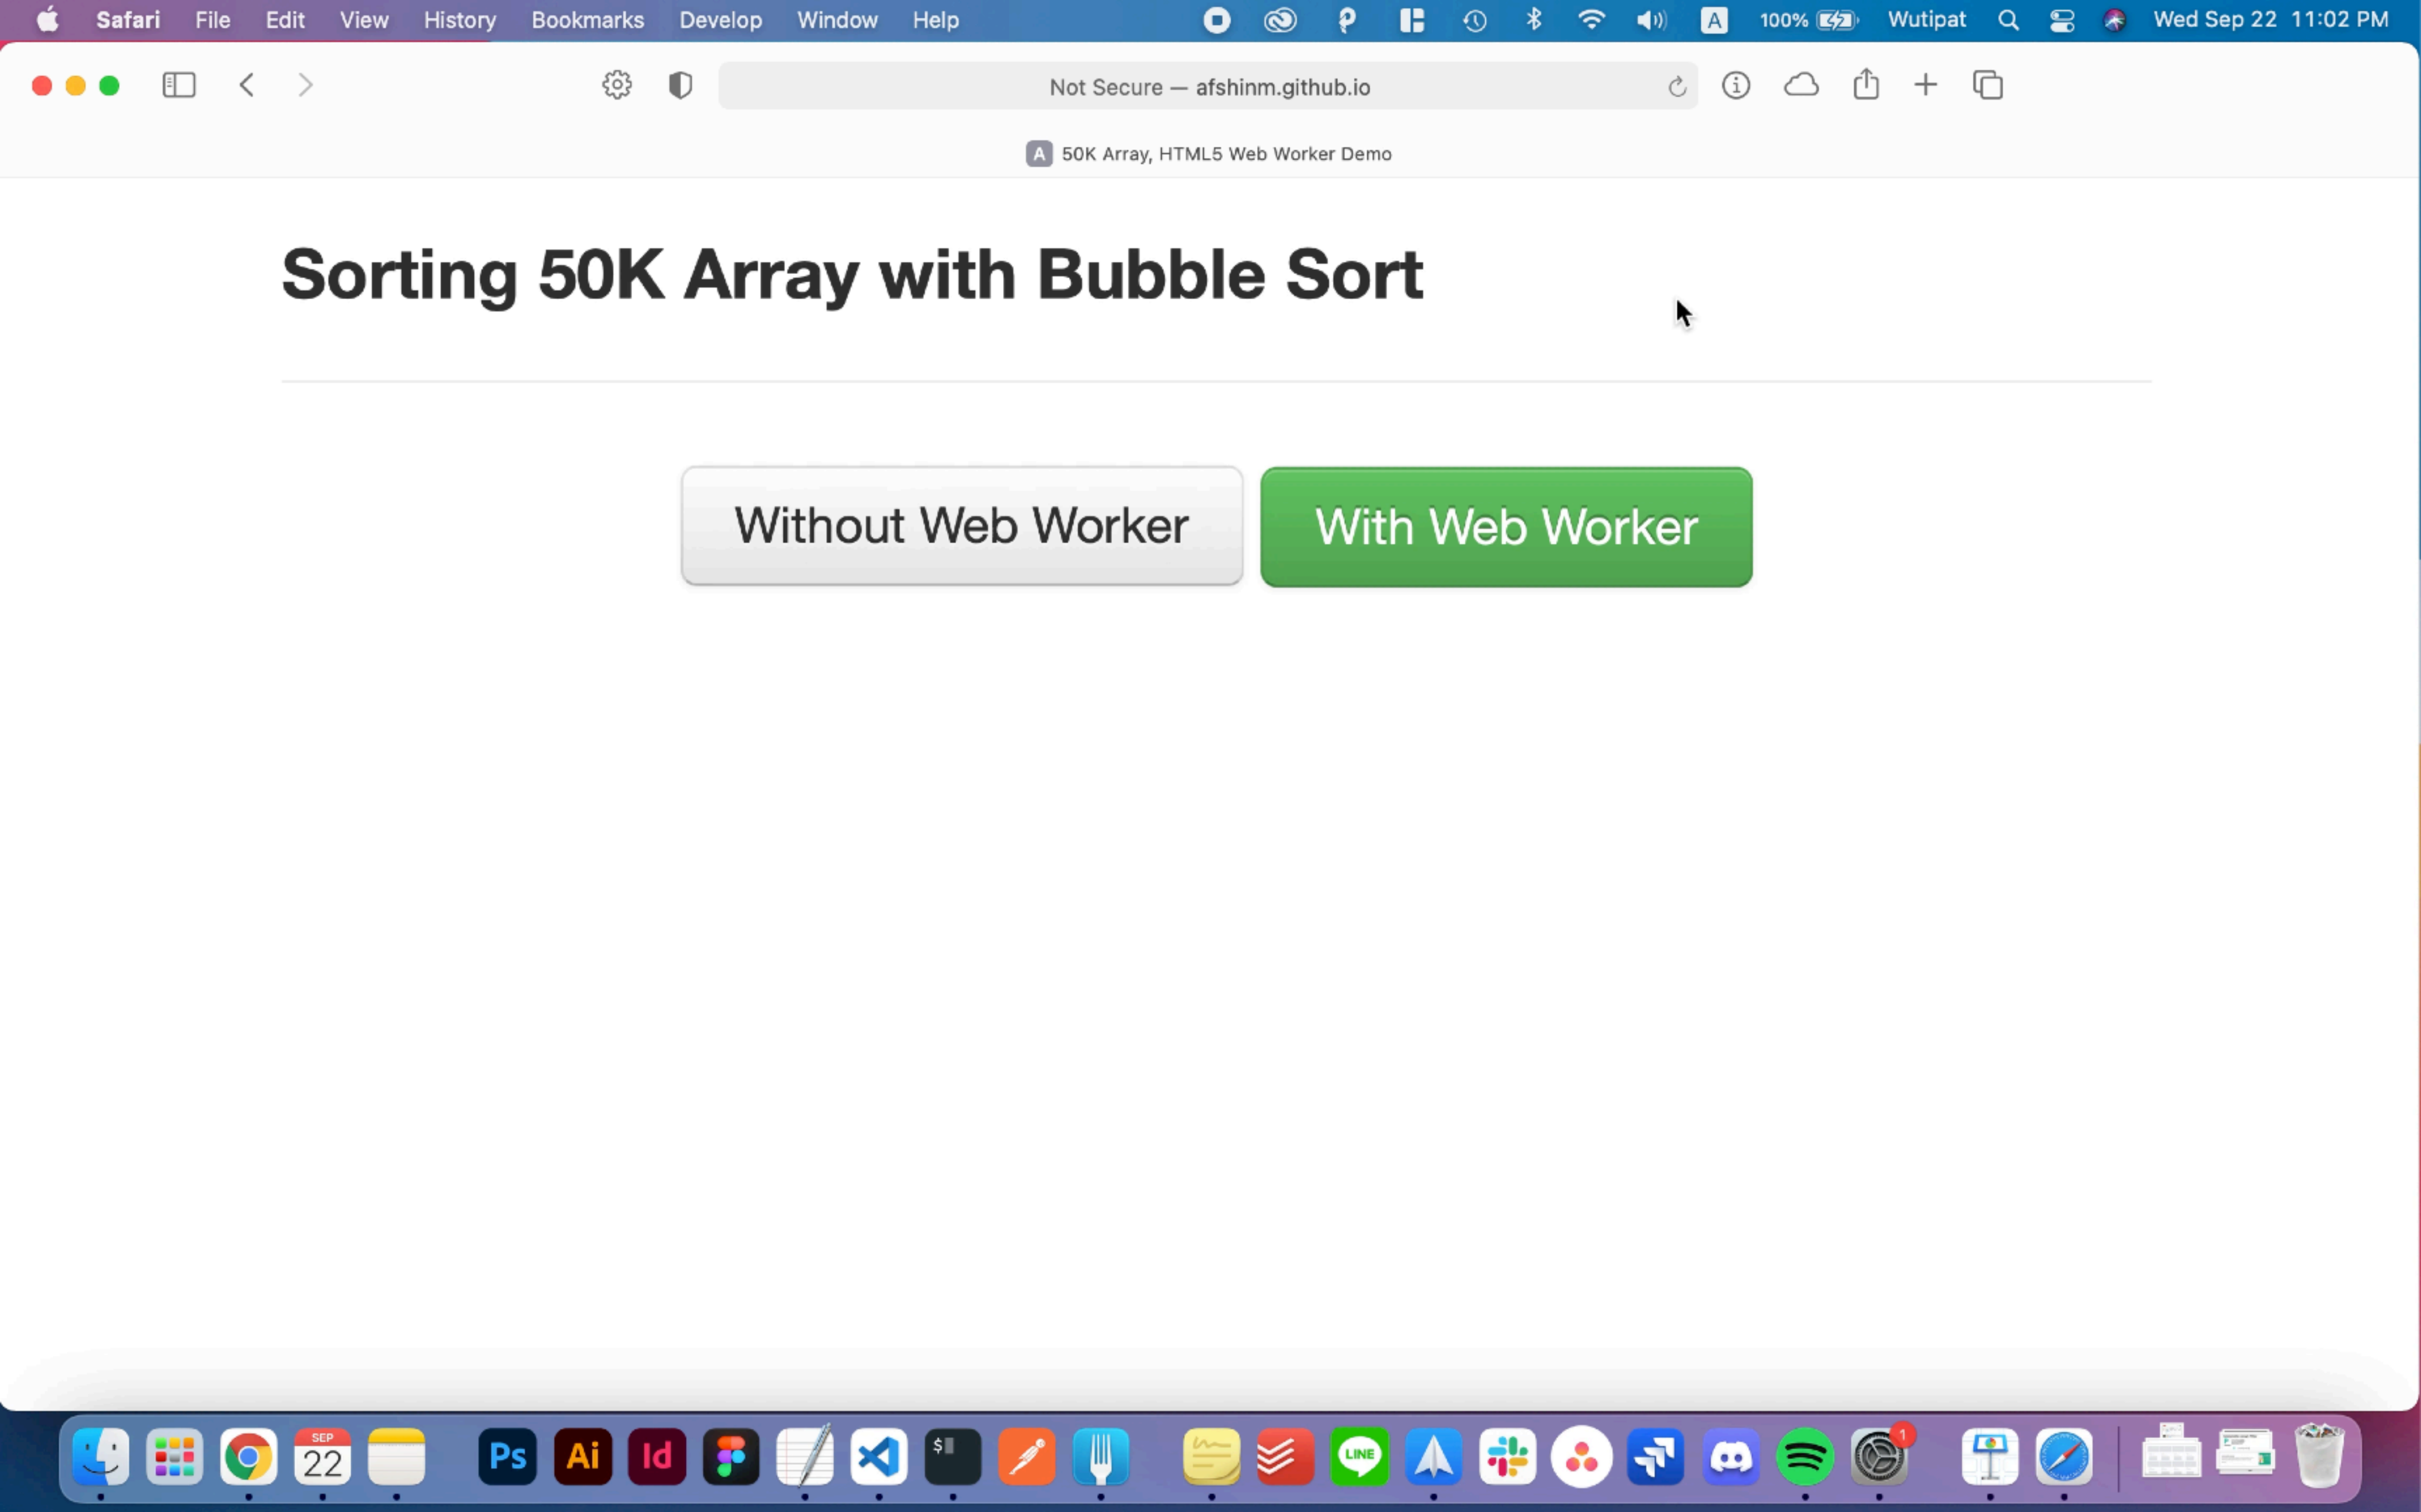 Safari File Edit View History Bookmarks Develop Window Help A 100% Wutipat Wed Sep 22 11:02 PM
Not Secure — afshinm.github.io
A 50K Array, HTML5 Web Worker Demo
Sorting 50K Array with Bubble Sort
Without Web Worker With Web Worker
SEP
22
Ps Ai Id $ LINE 1